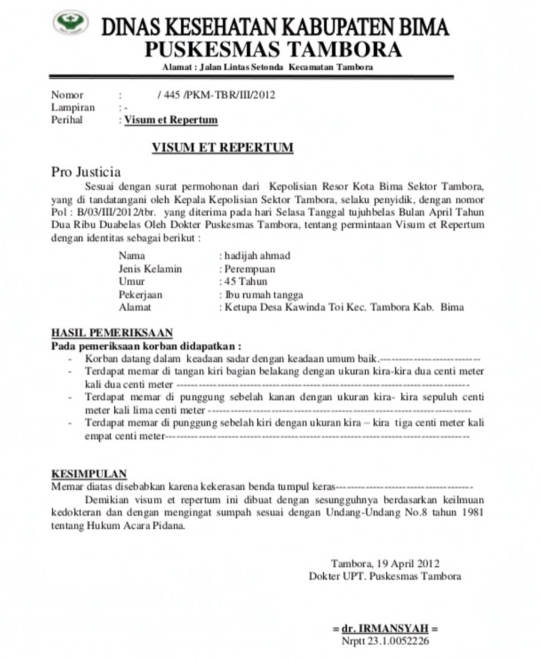 DINAS KESEHATAN KABUPATEN BIMA
PUSKESMAS TAMBORA
Alamat : Jalan Lintas Setonda Kecamatan Tambora
Nomor : / 445 /PKM-TBR/III/2012
Lampiran : -
Perihal : Visum et Repertum
VISUM ET REPERTUM
Pro Justicia
Sesuai dengan surat permohonan dari Kepolisian Resor Kota Bima Sektor Tambora,
yang di tandatangani oleh Kepala Kepolisian Sektor Tambora, selaku penyidik, dengan nomor
Pol : B/03/III/2012/tbr. yang diterima pada hari Selasa Tanggal tujuhbelas Bulan April Tahun
Dua Ribu Duabelas Oleh Dokter Puskesmas Tambora, tentang permintaan Visum et Repertum
dengan identitas sebagai berikut :
Nama : hadijah ahmad
Jenis Kelamin : Perempuan
Umur : 45 Tahun
Pekerjaan : Ibu rumah tangga
Alamat : Ketupa Desa Kawinda Toi Kec. Tambora Kab. Bima
HASIL PEMERIKSAAN
Pada pemeriksaan korban didapatkan :
- Korban datang dalam keadaan sadar dengan keadaan umum baik.---------------------------
- Terdapat memar di tangan kiri bagian belakang dengan ukuran kira-kira dua centi meter
kali dua centi meter ------------------------------------------------------------------------
- Terdapat memar di punggung sebelah kanan dengan ukuran kira- kira sepuluh centi
meter kali lima centi meter ----------------------------------------------------------------
- Terdapat memar di punggung sebelah kiri dengan ukuran kira – kira tiga centi meter kali
empat centi meter---------------------------------------------------------------------------
KESIMPULAN
Memar diatas disebabkan karena kekerasan benda tumpul keras-----------------------------------
Demikian visum et repertum ini dibuat dengan sesungguhnya berdasarkan keilmuan
kedokteran dan dengan mengingat sumpah sesuai dengan Undang-Undang No.8 tahun 1981
tentang Hukum Acara Pidana.
Tambora, 19 April 2012
Dokter UPT. Puskesmas Tambora
= dr. IRMANSYAH =
Nrptt 23.1.0052226